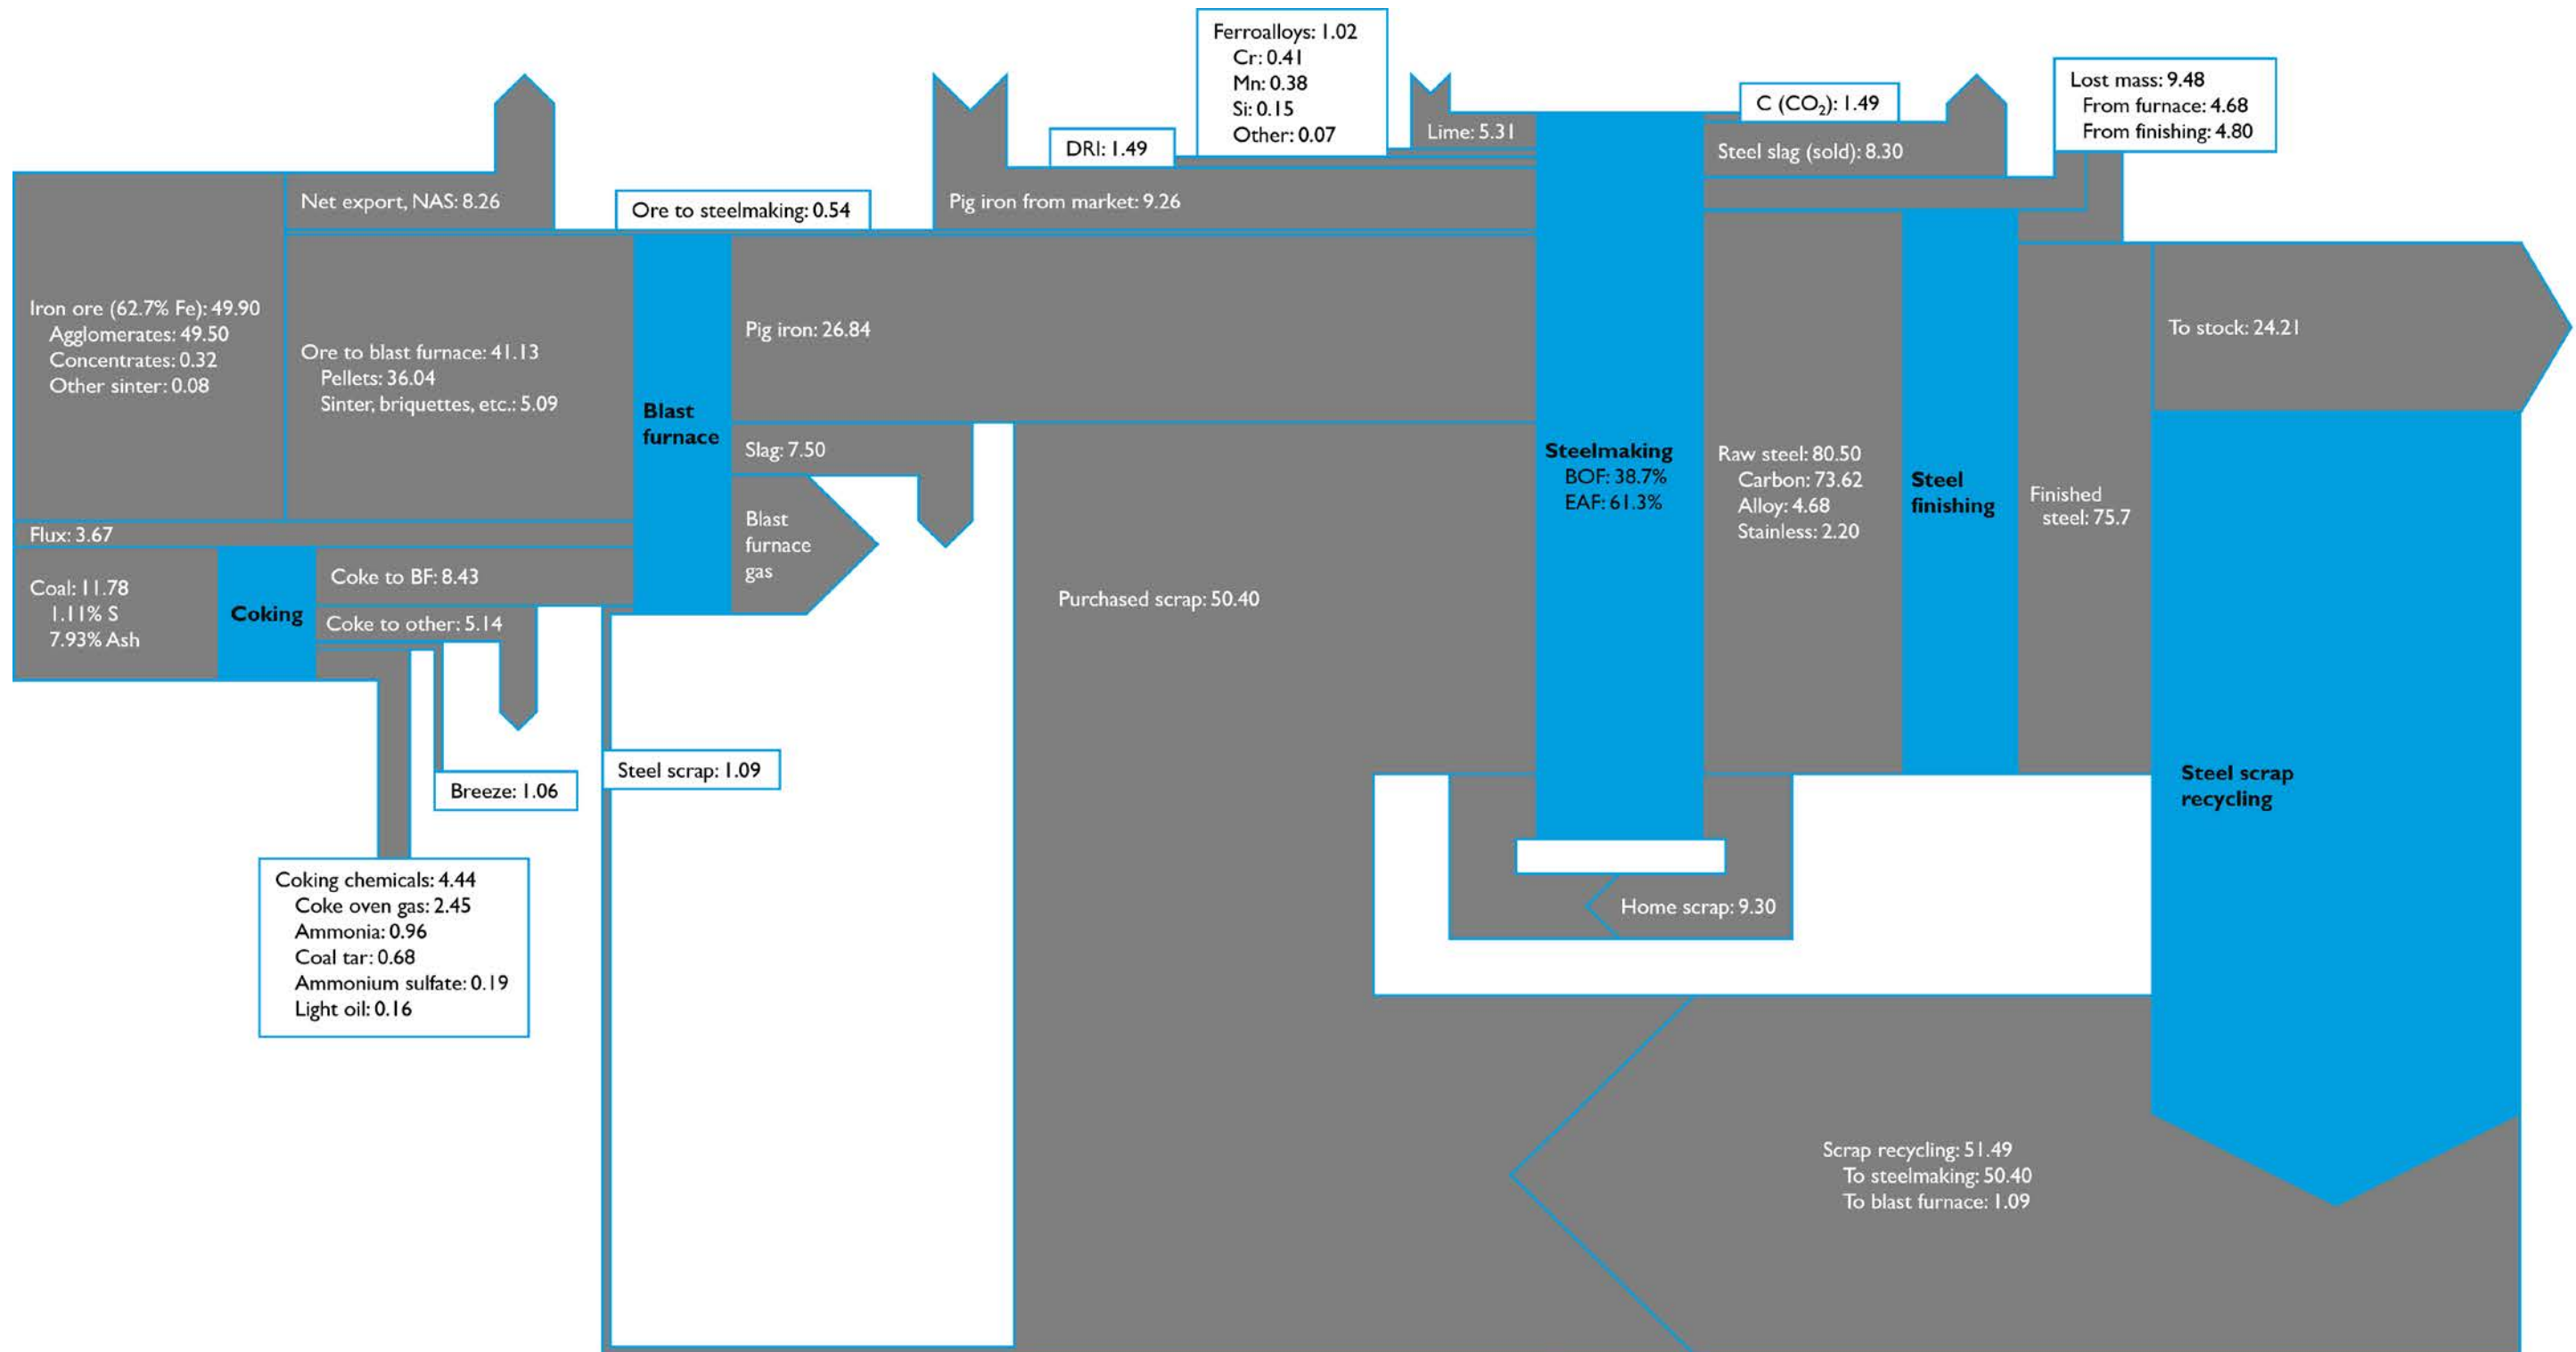 Ferroalloys: 1.02
Cr: 0.41
Mn: 0.38
Si: 0.15
Other: 0.07
Lost mass: 9.48
From furnace: 4.68
From finishing: 4.80
C (CO₂): 1.49
Lime: 5.31
DRI: 1.49
Steel slag (sold): 8.30
Net export, NAS: 8.26
Ore to steelmaking: 0.54
Pig iron from market: 9.26
Iron ore (62.7% Fe): 49.90
Agglomerates: 49.50
Concentrates: 0.32
Other sinter: 0.08
Ore to blast furnace: 41.13
Pellets: 36.04
Sinter, briquettes, etc.: 5.09
Blast
furnace
Pig iron: 26.84
Slag: 7.50
Blast
furnace
gas
Steelmaking
BOF: 38.7%
EAF: 61.3%
Raw steel: 80.50
Carbon: 73.62
Alloy: 4.68
Stainless: 2.20
Steel
finishing
Finished
steel: 75.7
To stock: 24.21
Flux: 3.67
Coal: 11.78
1.11% S
7.93% Ash
Coking
Coke to BF: 8.43
Coke to other: 5.14
Purchased scrap: 50.40
Breeze: 1.06
Steel scrap: 1.09
Steel scrap
recycling
Coking chemicals: 4.44
Coke oven gas: 2.45
Ammonia: 0.96
Coal tar: 0.68
Ammonium sulfate: 0.19
Light oil: 0.16
Home scrap: 9.30
Scrap recycling: 51.49
To steelmaking: 50.40
To blast furnace: 1.09